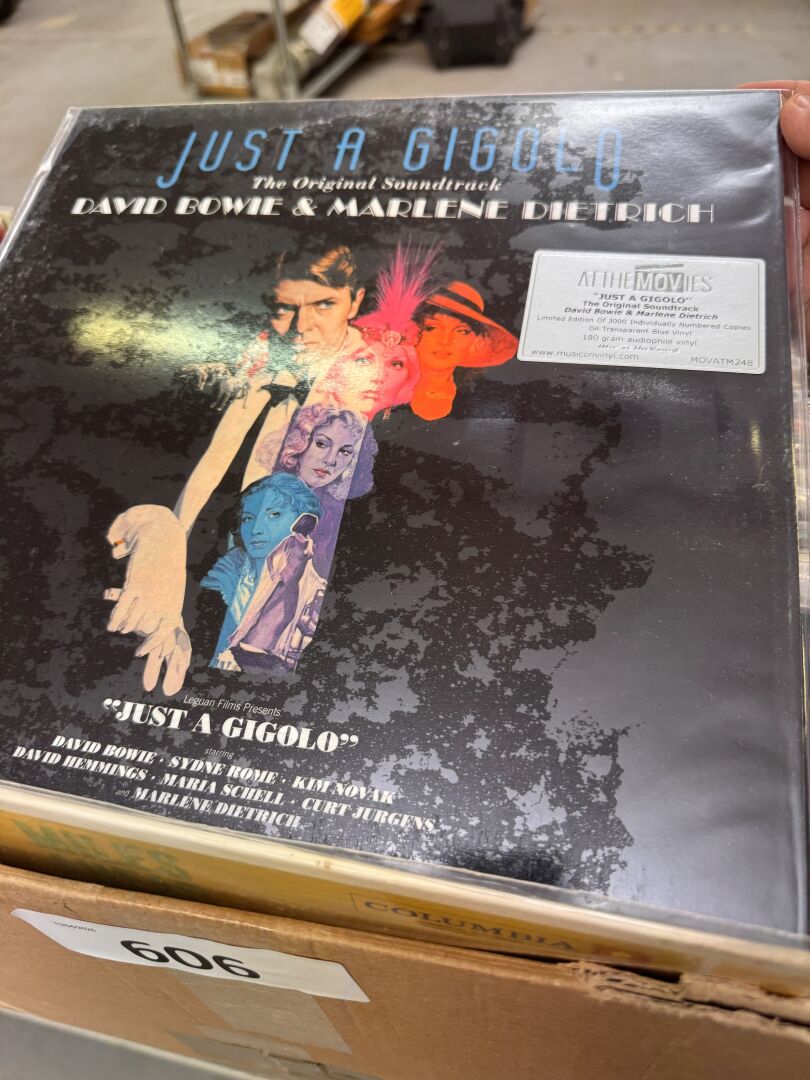 JUST A GIGOLO
The Original Soundtrack
DAVID BOWIE & MARLENE DIETRICH
ATTHEMOVIES
"JUST A GIGOLO"
The Original Soundtrack
David Bowie & Marlene Dietrich
Limited Edition Of 3000 Individually Numbered Copies
On Transparent Blue Vinyl
180 gram audiophile vinyl
www.musiconvinyl.com MOVATM248
Leguan Films Presents
“JUST A GIGOLO”
starring
DAVID BOWIE · SYDNE ROME · KIM NOVAK
DAVID HEMMINGS · MARIA SCHELL · CURT JURGENS
and MARLENE DIETRICH
MILES
COLUMBIA
606